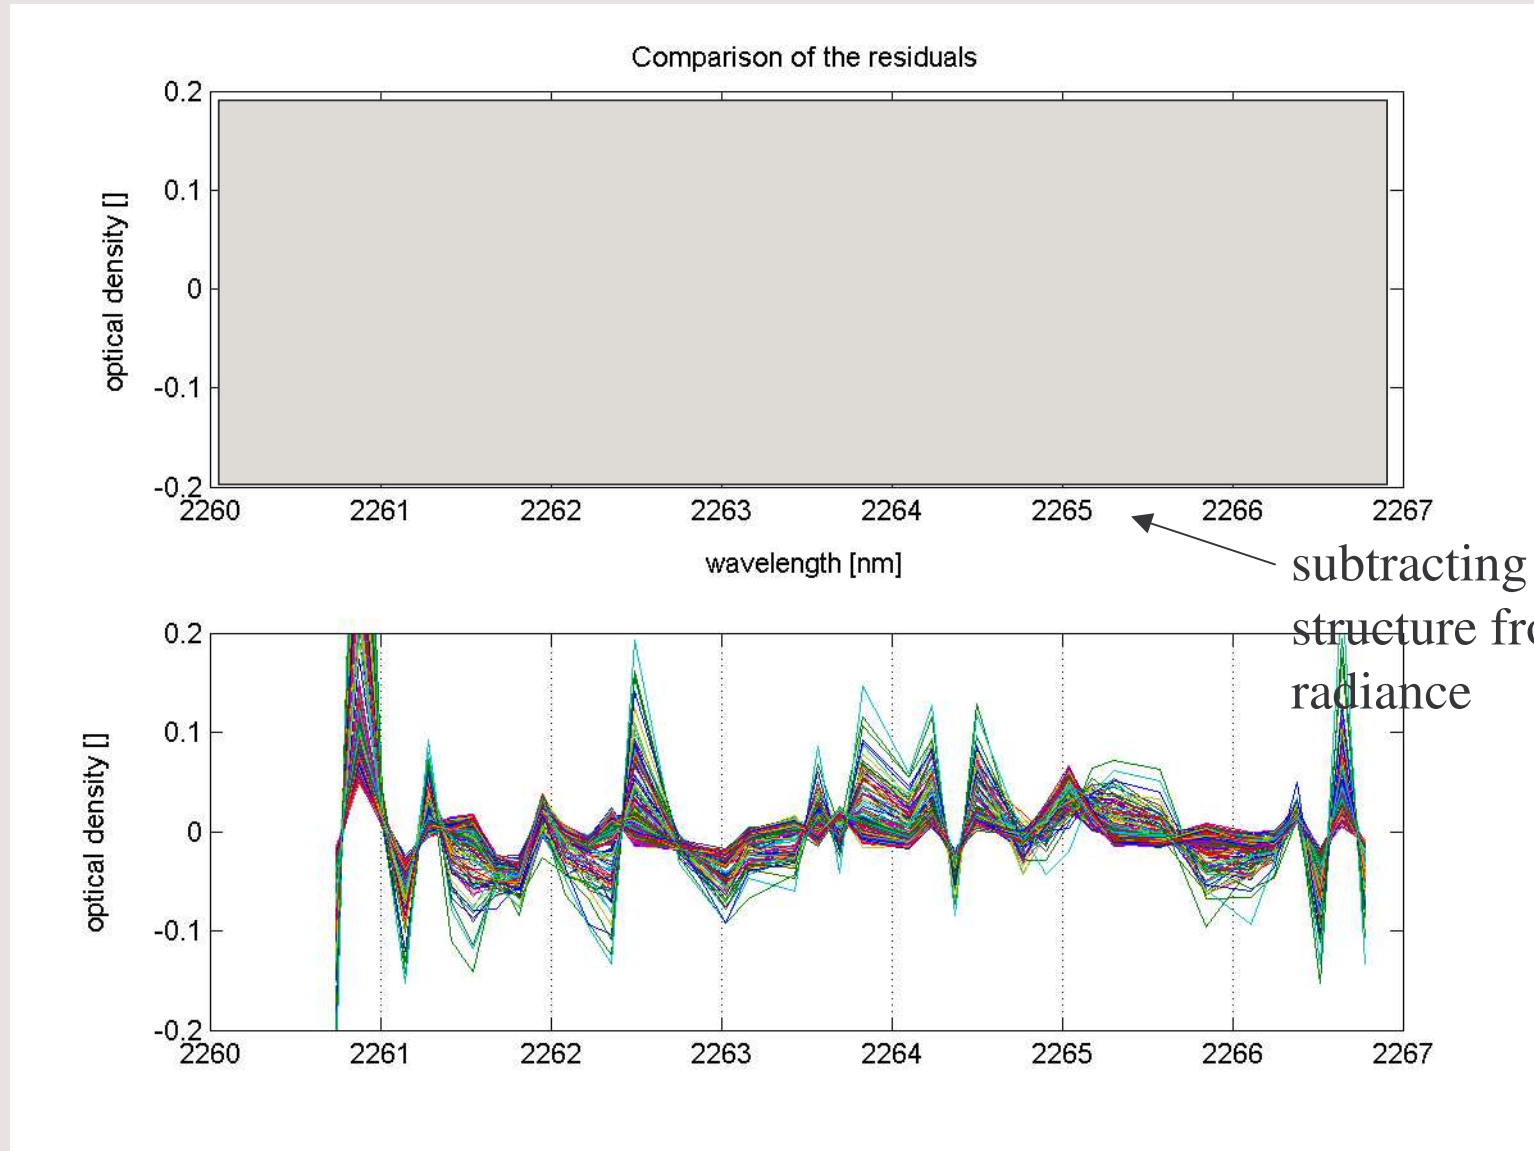 Comparison of the residuals
0.2
0.1
0
-0.1
-0.2
optical density []
2260 2261 2262 2263 2264 2265 2266 2267
wavelength [nm]
subtracting
structure
radiance
0.2
0.1
0
-0.1
-0.2
optical density []
2260 2261 2262 2263 2264 2265 2266 2267